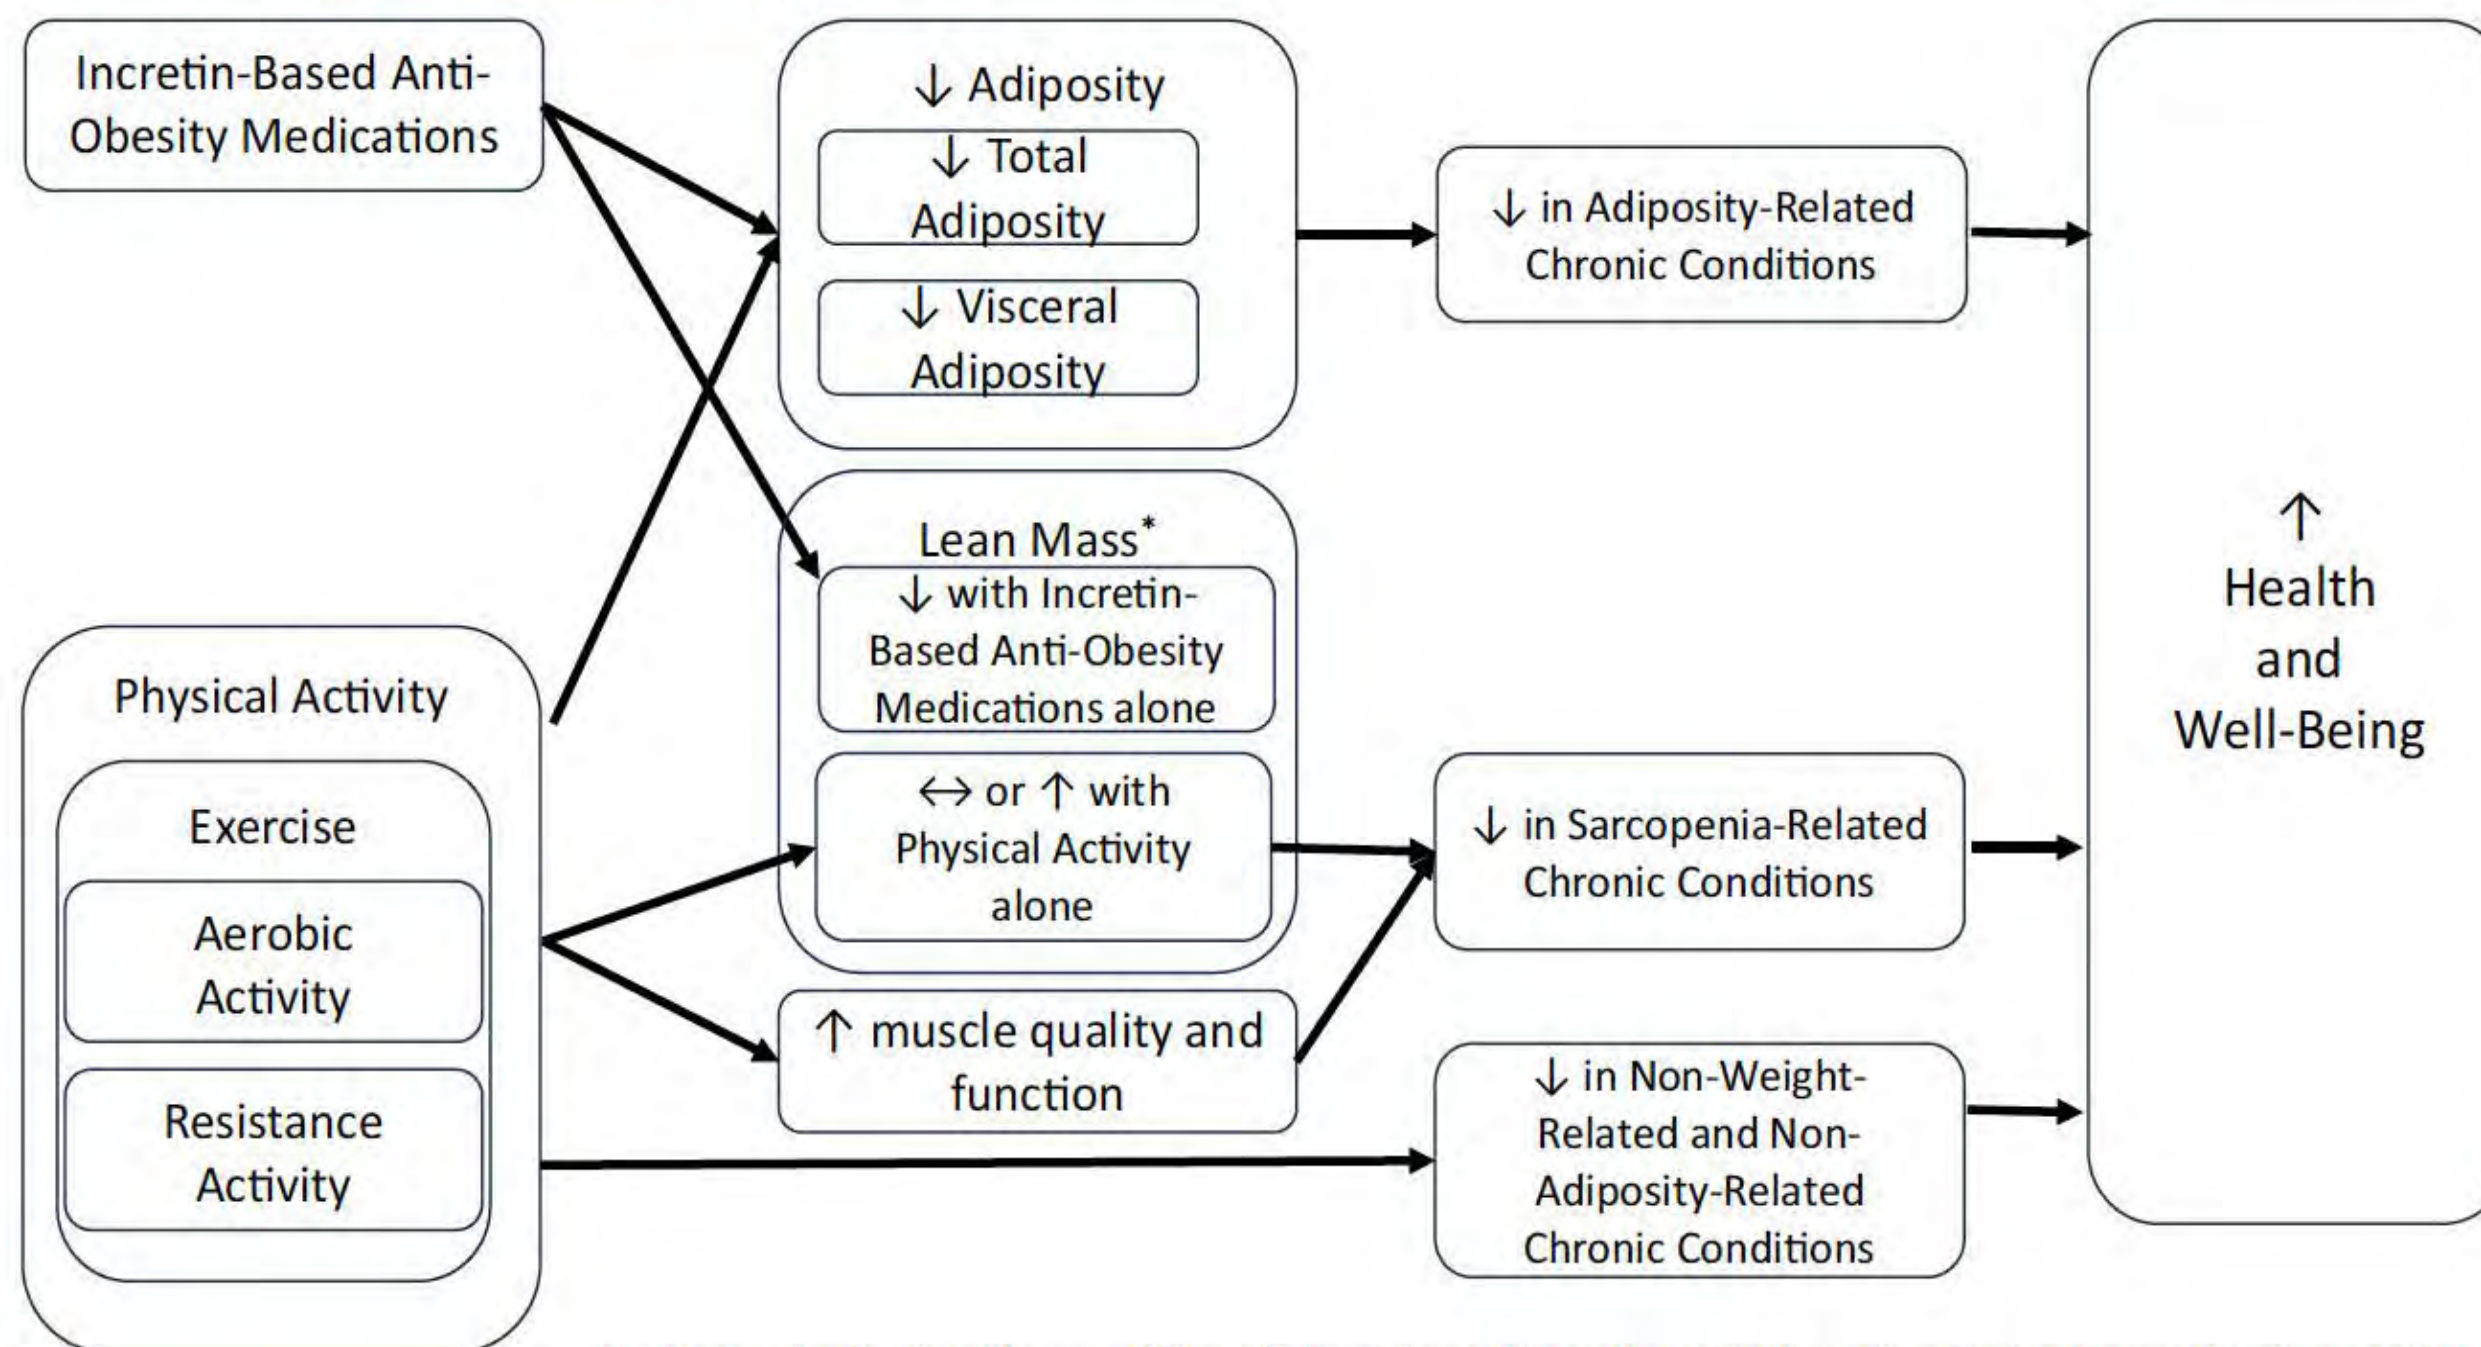 Incretin-Based Anti-
Obesity Medications
↓ Adiposity
↓ Total
Adiposity
↓ Visceral
Adiposity
↓ in Adiposity-Related
Chronic Conditions
Lean Mass*
↓ with Incretin-
Based Anti-Obesity
Medications alone
↔ or ↑ with
Physical Activity
alone
↑ muscle quality and
function
Physical Activity
Exercise
Aerobic
Activity
Resistance
Activity
↓ in Sarcopenia-Related
Chronic Conditions
↓ in Non-Weight-
Related and Non-
Adiposity-Related
Chronic Conditions
↑
Health
and
Well-Being